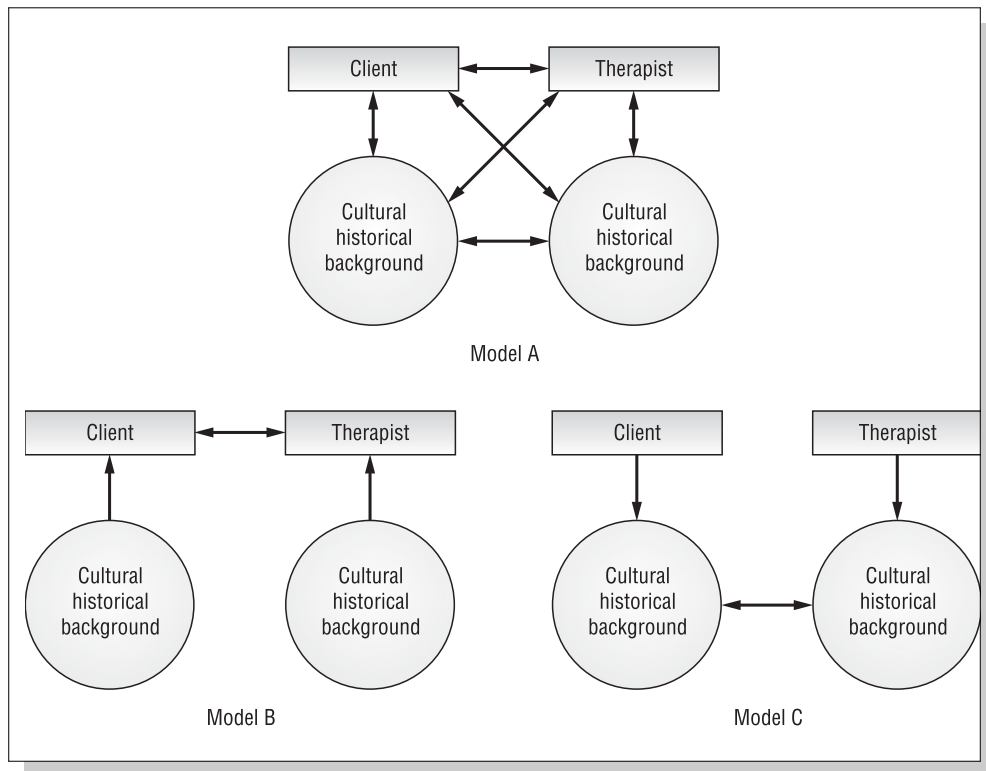 Client
Therapist
Cultural
historical
background
Cultural
historical
background
Model A
Client
Therapist
Client
Therapist
Cultural
historical
background
Cultural
historical
background
Cultural
historical
background
Cultural
historical
background
Model B
Model C